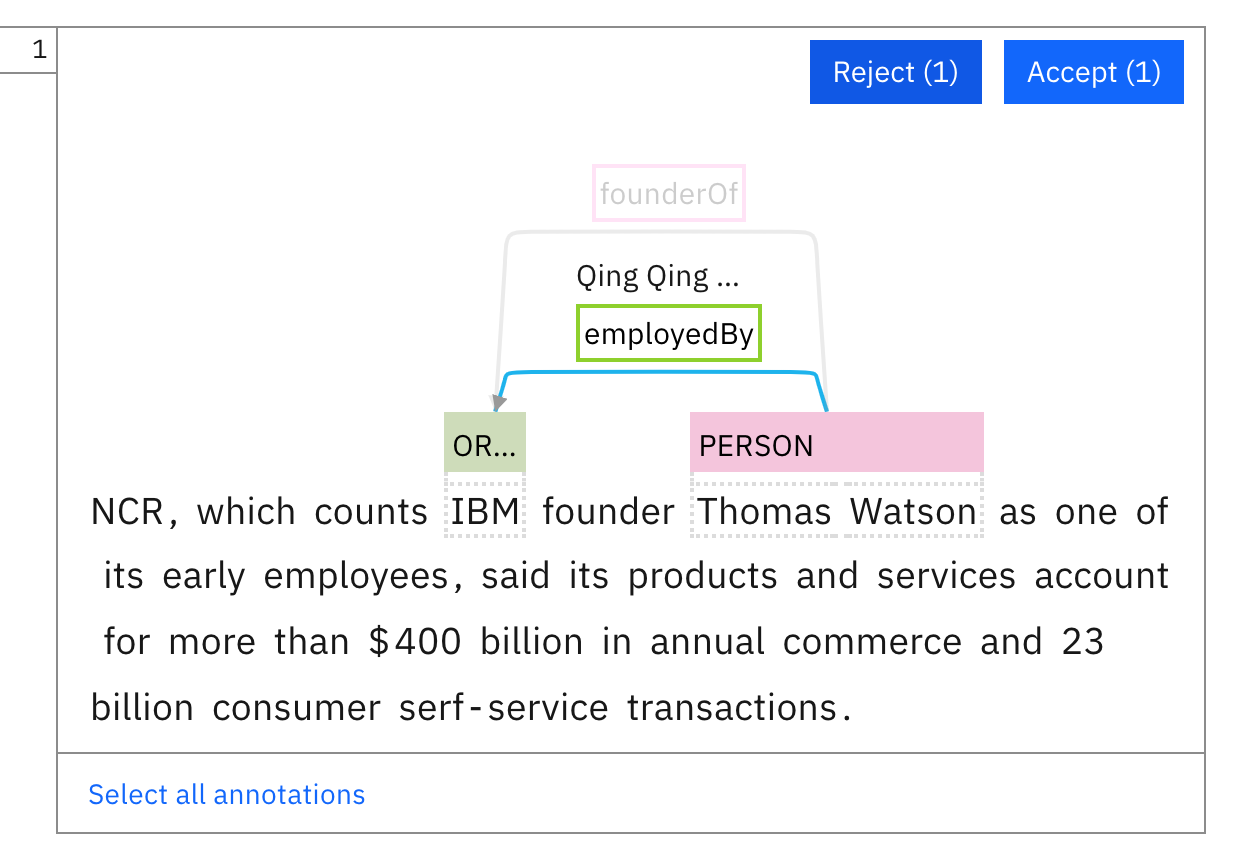 1
Reject (1)
Accept (1)
founderOf
Qing Qing ...
employedBy
OR...
PERSON
NCR, which counts IBM founder Thomas Watson as one of
its early employees, said its products and services account
for more than $400 billion in annual commerce and 23
billion consumer serf-service transactions.
Select all annotations